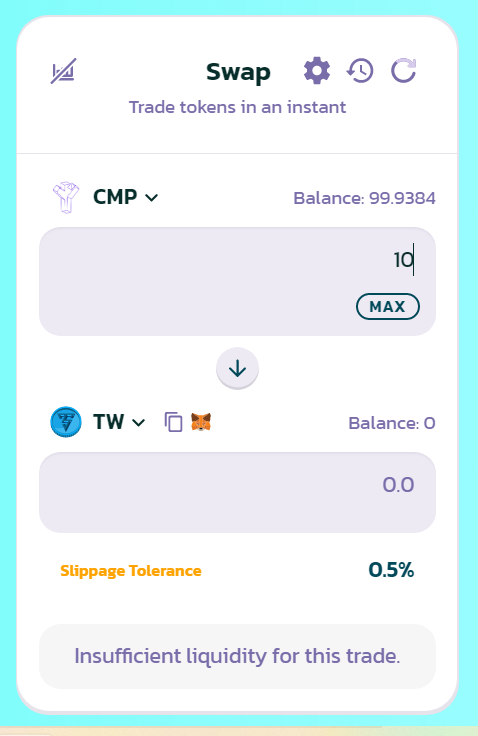 Swap
Trade tokens in an instant
CMP Balance: 99.9384
10
MAX
TW Balance: 0
0.0
Slippage Tolerance 0.5%
Insufficient liquidity for this trade.